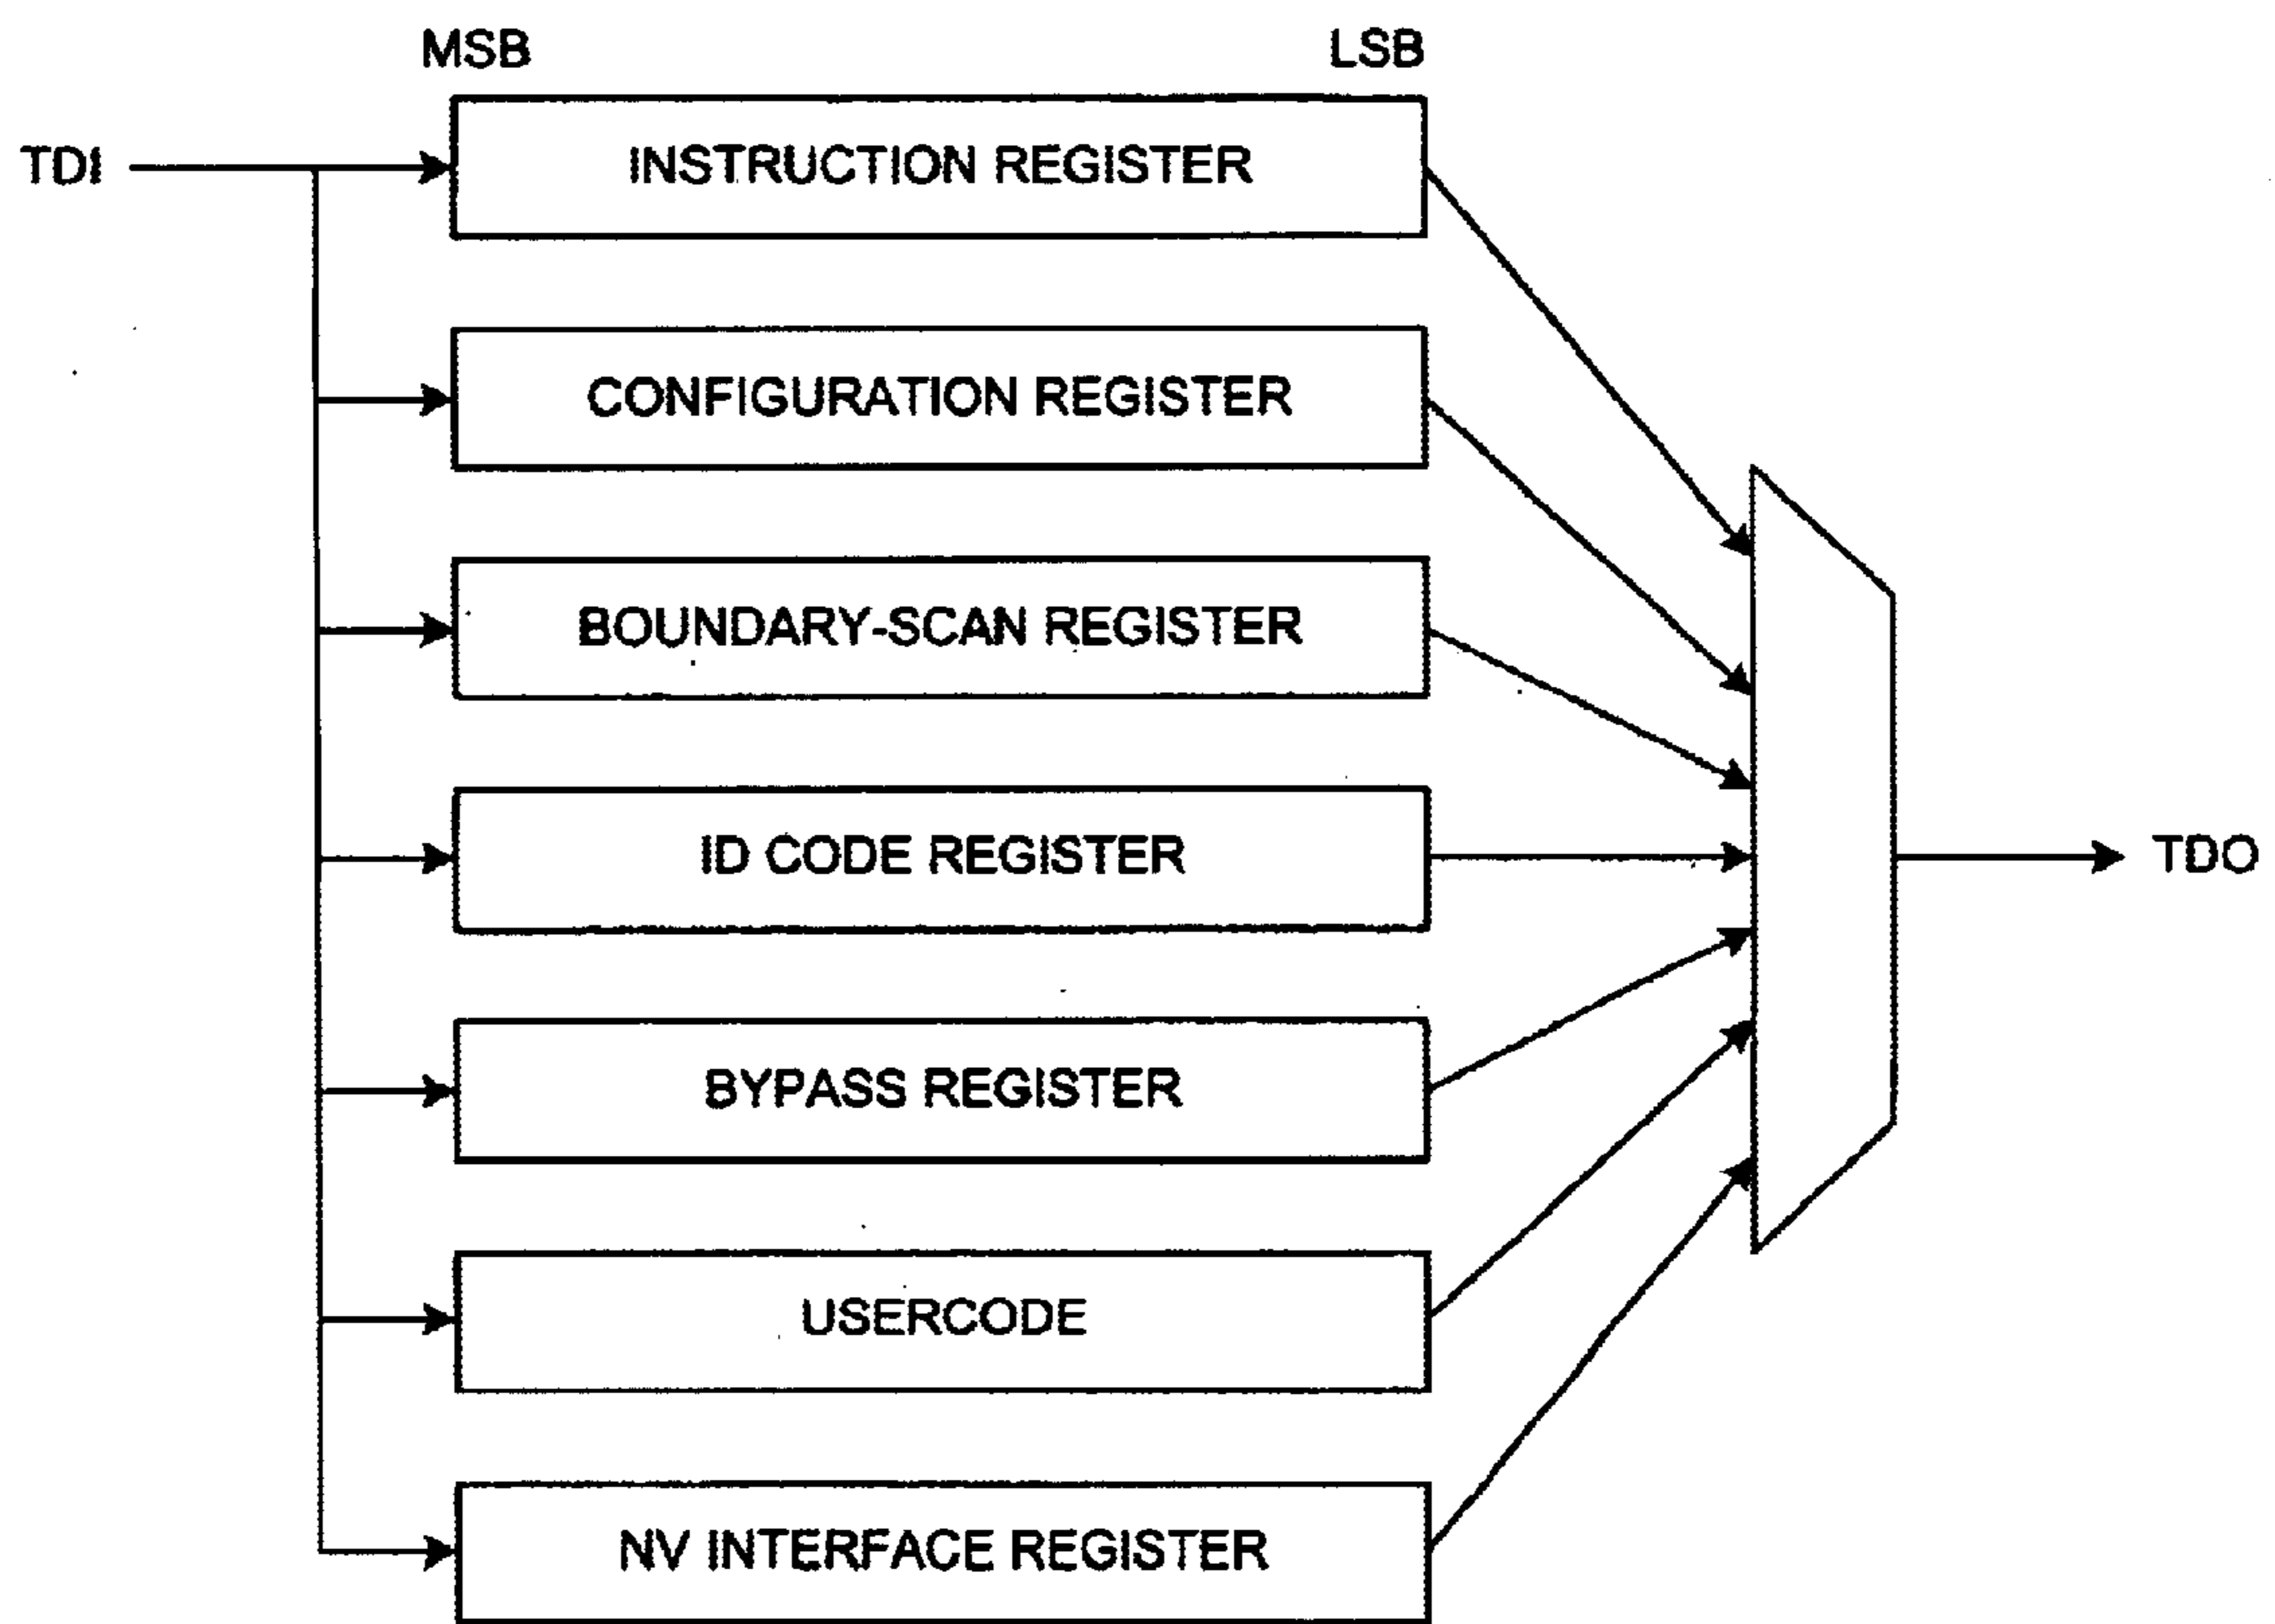 MSB
LSB
TDI
INSTRUCTION REGISTER
CONFIGURATION REGISTER
BOUNDARY-SCAN REGISTER
ID CODE REGISTER
TDO
BYPASS REGISTER
USERCODE
NV INTERFACE REGISTER